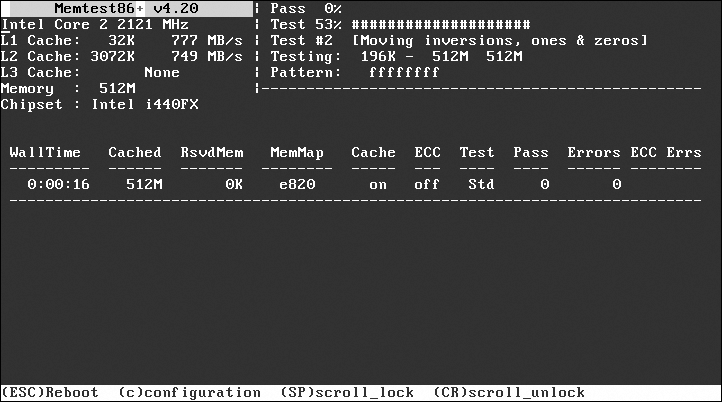 Memtest86+ v4.20 | Pass 0%
Intel Core 2 2121 MHz | Test 53% ####################
L1 Cache: 32K 777 MB/s | Test #2 [Moving inversions, ones & zeros]
L2 Cache: 3072K 749 MB/s | Testing: 196K - 512M 512M
L3 Cache: None | Pattern: ffffffff
Memory : 512M |-------------------------------------------------
Chipset : Intel i440FX
WallTime Cached RsvdMem MemMap Cache ECC Test Pass Errors ECC Errs
--------- ------ ------- -------- ----- --- ---- ---- ------ --------
0:00:16 512M 0K e820 on off Std 0 0
-----------------------------------------------------------------------------
(ESC)Reboot (c)configuration (SP)scroll_lock (CR)scroll_unlock